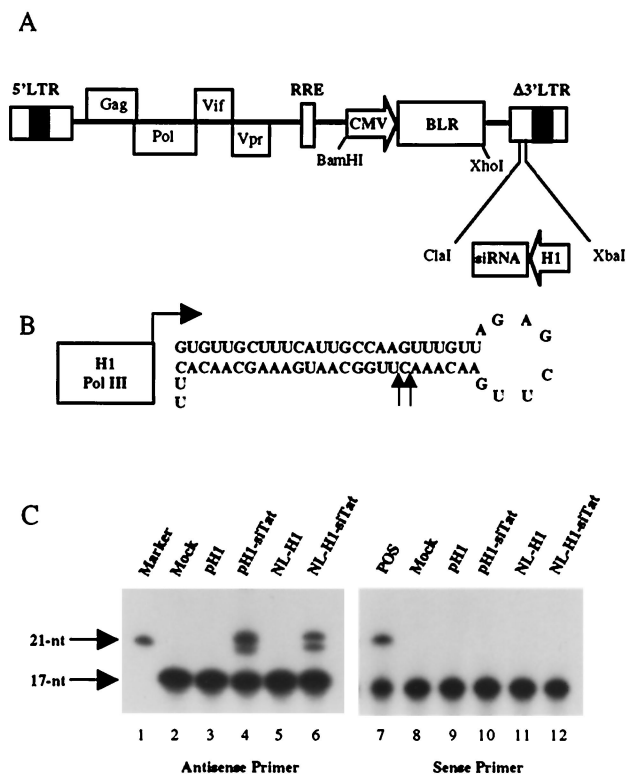 A
5'LTR
Gag
Pol
Vif
Vpr
RRE
CMV
BLR
Δ3'LTR
BamHI
XhoI
ClaI
siRNA
H1
XbaI
B
H1
Pol III
GUGUUGCUUUCAUUGCCAAGUUUGUU
A G A G C U U G
CACAACGAAAGUAACGGUUCAAACAA
U
U
C
Marker
Mock
pH1
pH1-siTat
NL-H1
NL-H1-siTat
POS
Mock
pH1
pH1-siTat
NL-H1
NL-H1-siTat
21-nt
17-nt
1 2 3 4 5 6 7 8 9 10 11 12
Antisense Primer
Sense Primer